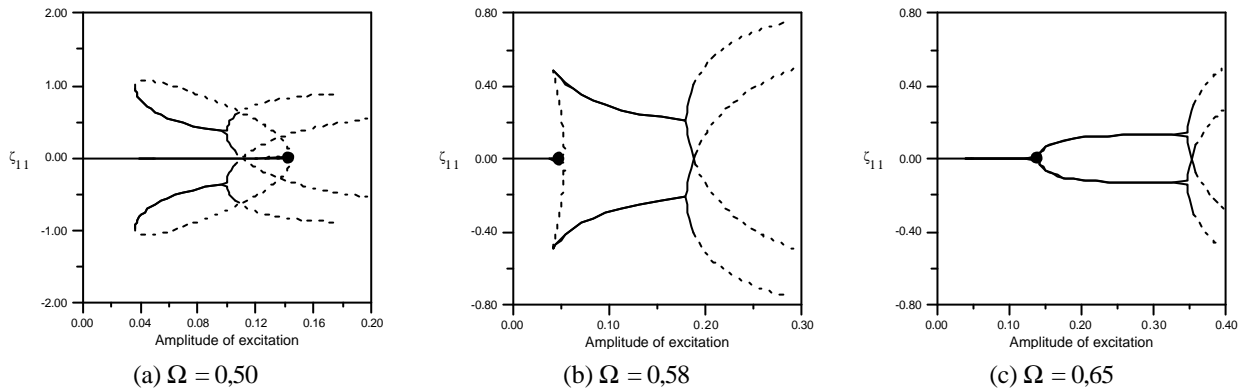 2.00
1.00
0.00
-1.00
-2.00
ζ11
0.00 0.04 0.08 0.12 0.16 0.20
Amplitude of excitation
(a) Ω = 0,50
0.80
0.40
0.00
-0.40
-0.80
ζ11
0.00 0.10 0.20 0.30
Amplitude of excitation
(b) Ω = 0,58
0.80
0.40
0.00
-0.40
-0.80
ζ11
0.00 0.10 0.20 0.30 0.40
Amplitude of excitation
(c) Ω = 0,65